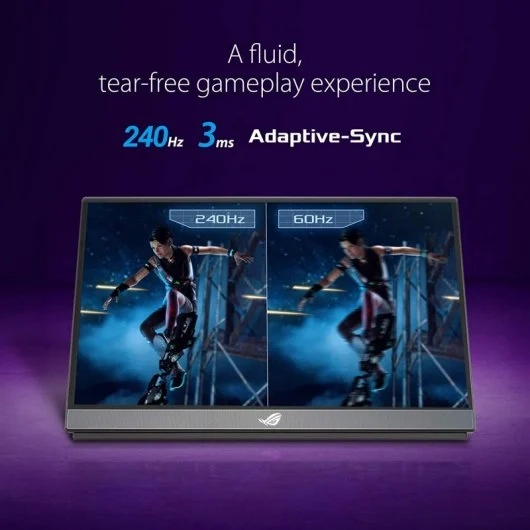 A fluid,
tear-free gameplay experience
240Hz 3ms Adaptive-Sync
240Hz 60Hz